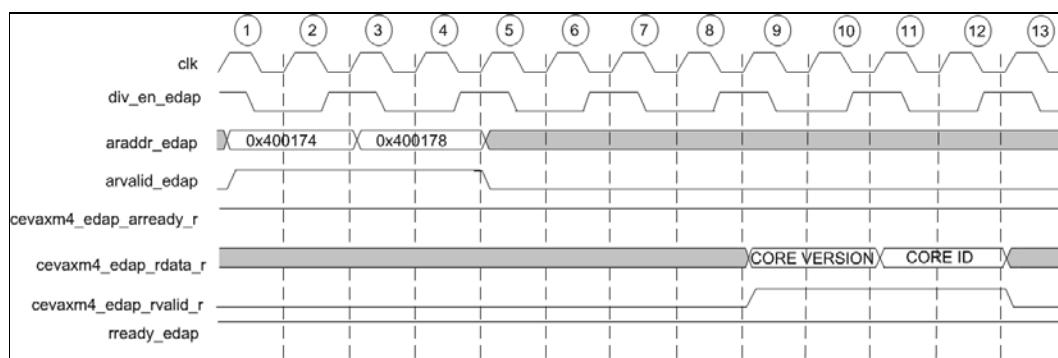 1 2 3 4 5 6 7 8 9 10 11 12 13
clk
div_en_edap
araddr_edap 0x400174 0x400178
arvalid_edap
cevaxm4_edap_arready_r
cevaxm4_edap_rdata_r CORE VERSION CORE ID
cevaxm4_edap_rvalid_r
rready_edap